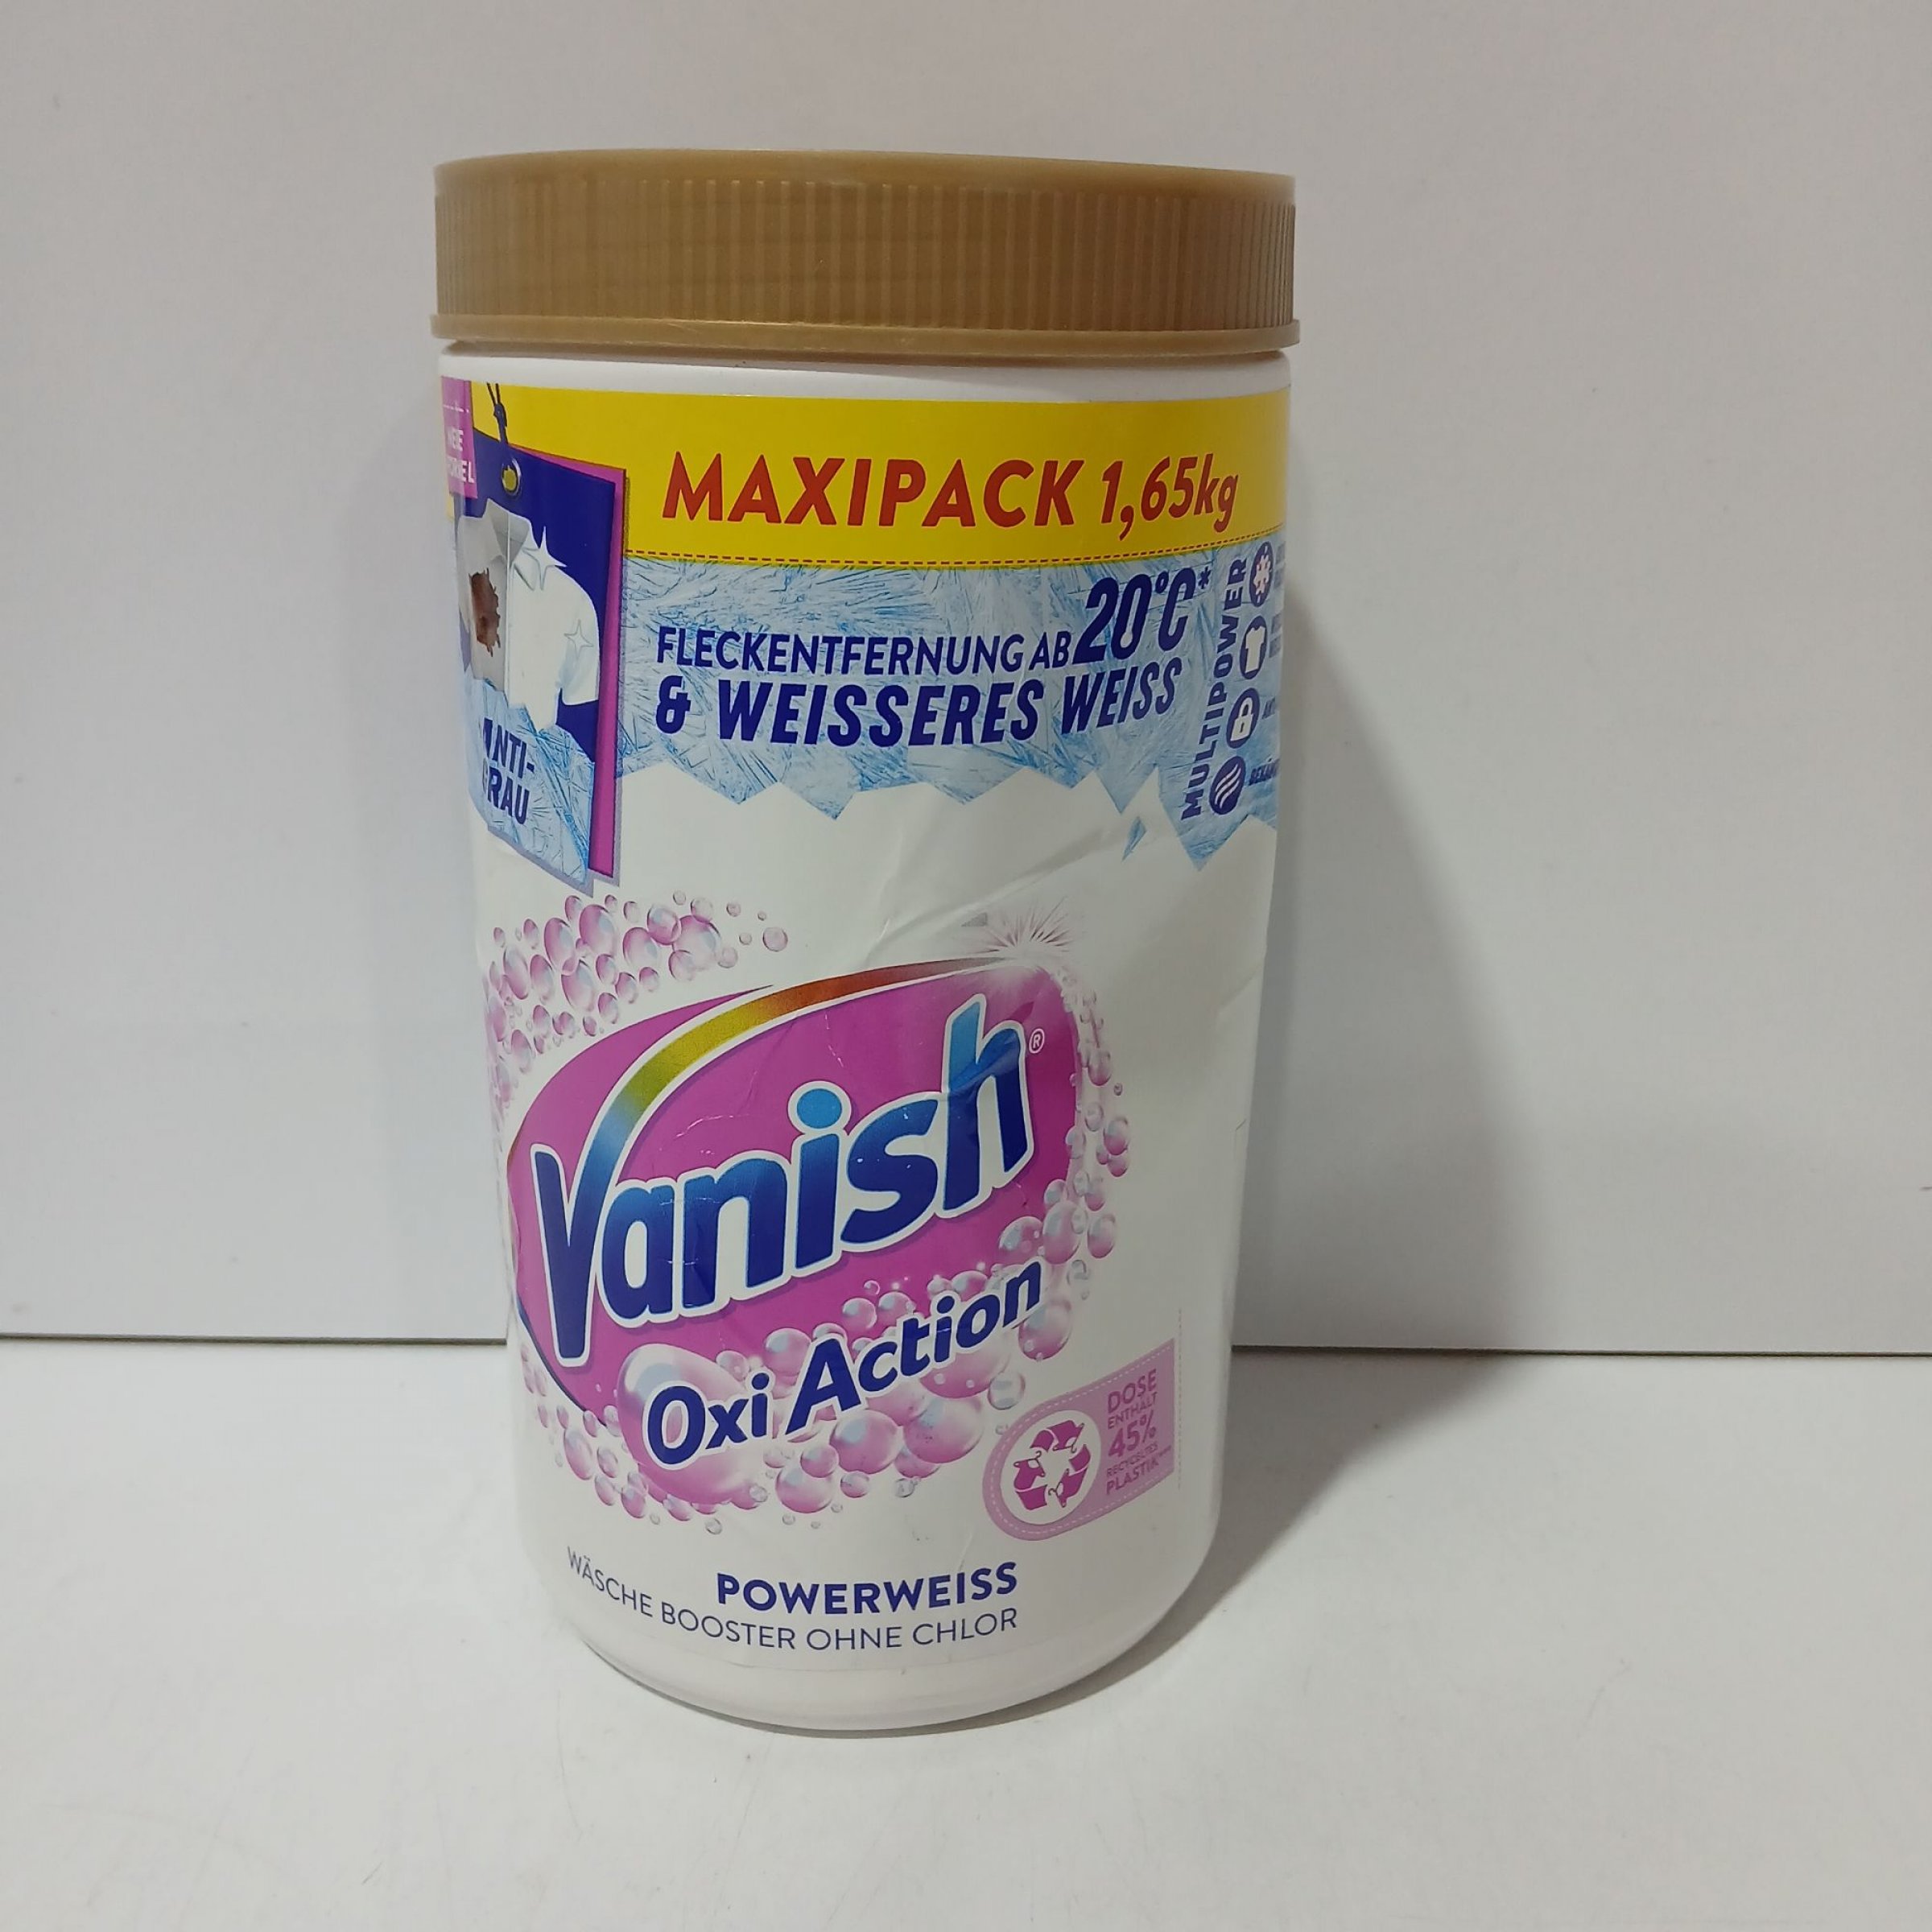 MAXIPACK 1,65kg
FLECKENTFERNUNG AB 20°C*
& WEISSERES WEISS
MULTIPOWER
ANTI-
GRAU
Vanish®
Oxi Action
DOSE
ENTHÄLT
45%
RECYCELTES
PLASTIK
POWERWEISS
WÄSCHE BOOSTER OHNE CHLOR